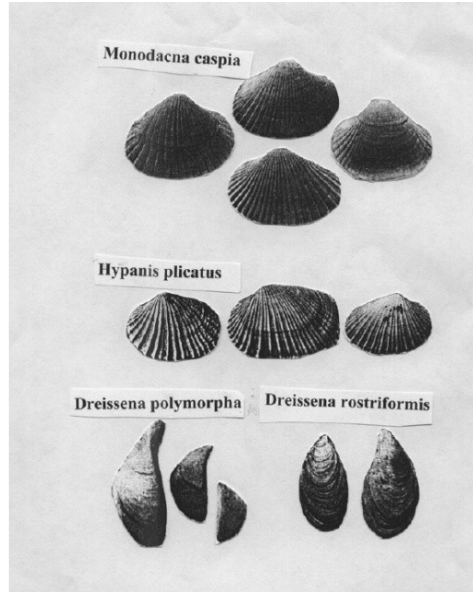 Monodacna caspia
Hypanis plicatus
Dreissena polymorpha
Dreissena rostriformis